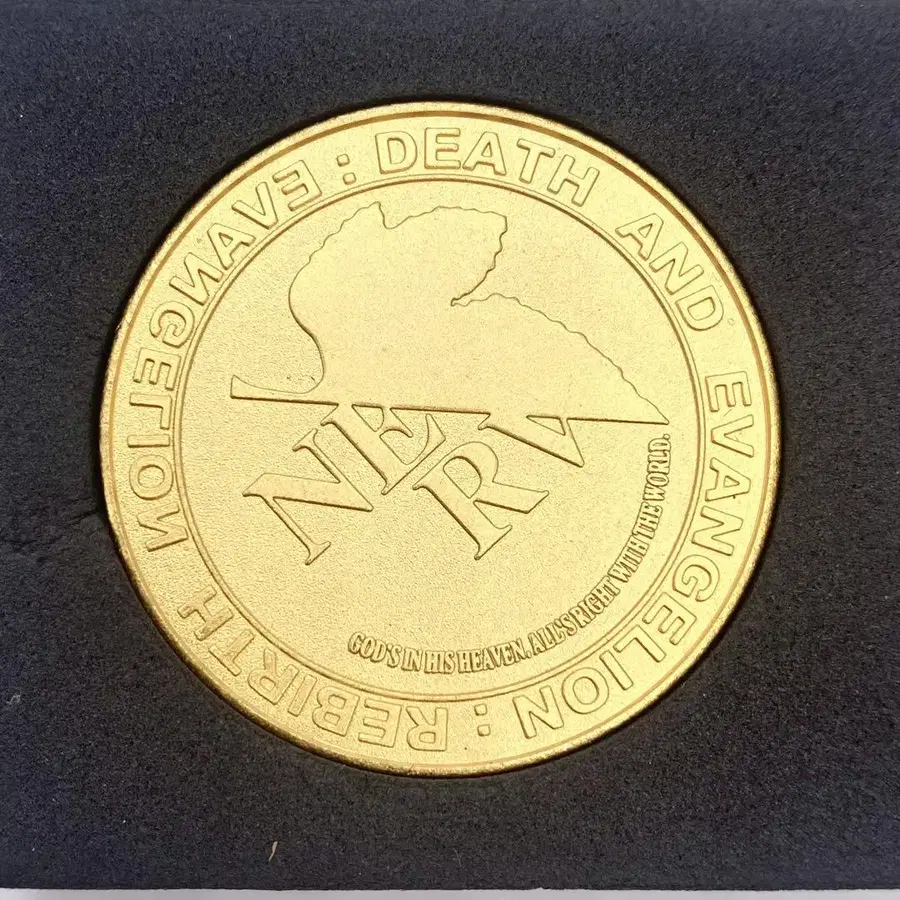 EVANGELION : DEATH AND EVANGELION : REBIRTH
NERV
GOD'S IN HIS HEAVEN. ALL'S RIGHT WITH THE WORLD.